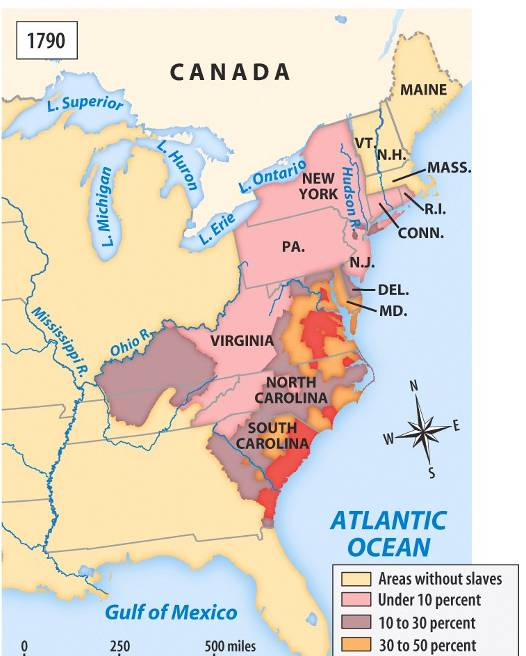 1790
CANADA
MAINE
L. Superior
L. Huron
L. Michigan
L. Ontario
L. Erie
VT.
N.H.
MASS.
NEW
YORK
Hudson R.
R.I.
CONN.
PA.
N.J.
DEL.
MD.
Mississippi R.
Ohio R.
VIRGINIA
NORTH
CAROLINA
SOUTH
CAROLINA
N
W
E
S
ATLANTIC
OCEAN
Gulf of Mexico
Areas without slaves
Under 10 percent
10 to 30 percent
30 to 50 percent
0 250 500 miles